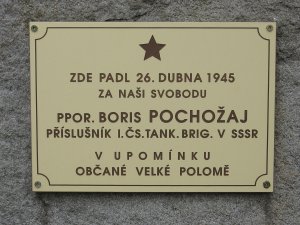 ZDE PADL 26. DUBNA 1945
ZA NAŠI SVOBODU
PPOR. BORIS POCHOŽAJ
PŘÍSLUŠNÍK I.ČS.TANK.BRIG. V SSSR
V UPOMÍNKU
OBČANÉ VELKÉ POLOMĚ